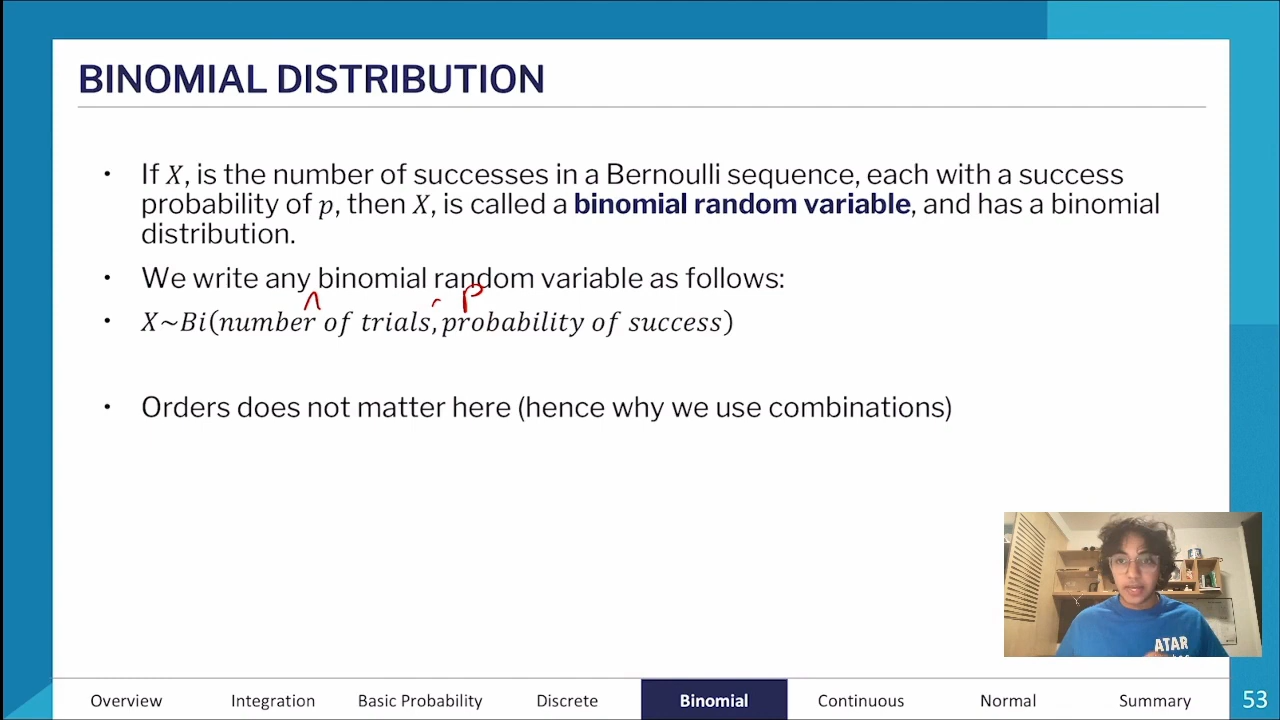 BINOMIAL DISTRIBUTION
• If X, is the number of successes in a Bernoulli sequence, each with a success
probability of p, then X, is called a binomial random variable, and has a binomial
distribution.
• We write any binomial random variable as follows:
n p
• X~Bi(number of trials, probability of success)
• Orders does not matter here (hence why we use combinations)
ATAR
Overview Integration Basic Probability Discrete Binomial Continuous Normal Summary 53